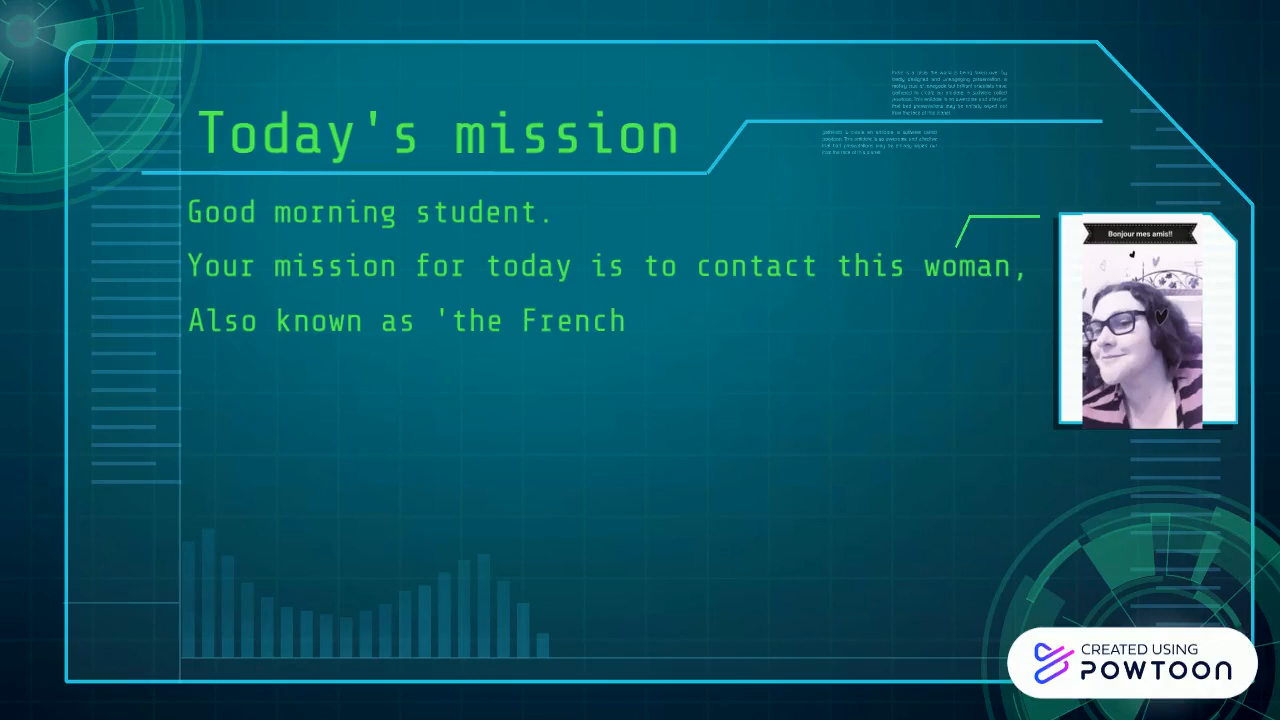 Today's mission
Good morning student.
Your mission for today is to contact this woman,
Also known as 'the French
Bonjour mes amis!!
CREATED USING
POWTOON